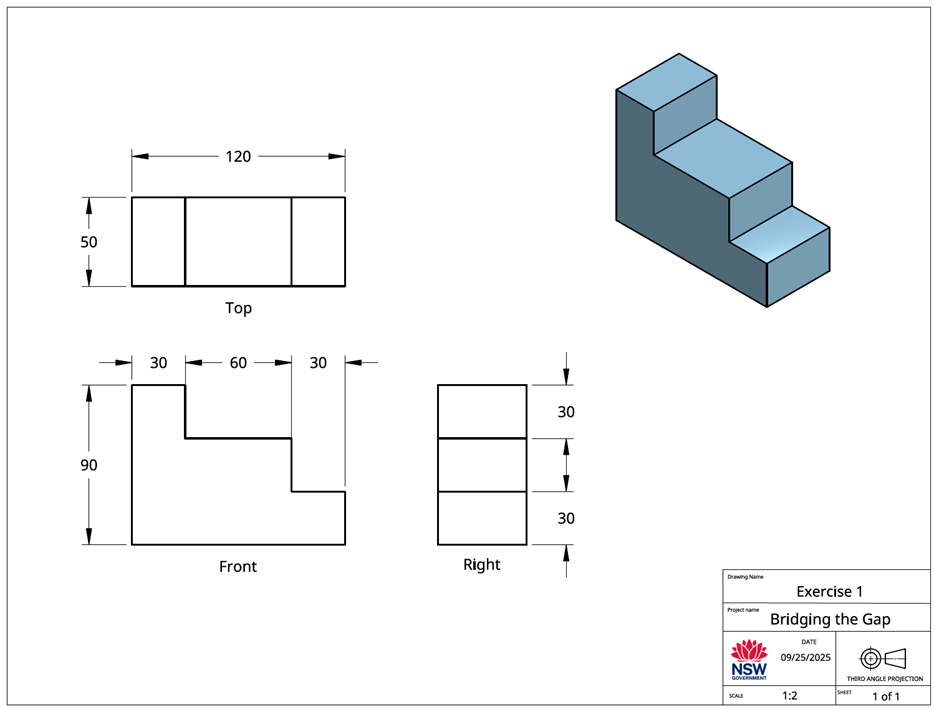 120
50
Top
30
60
30
90
30
30
Front
Right
Drawing Name
Exercise 1
Project name
Bridging the Gap
NSW
GOVERNMENT
DATE
09/25/2025
THIRD ANGLE PROJECTION
SCALE
1:2
SHEET
1 of 1